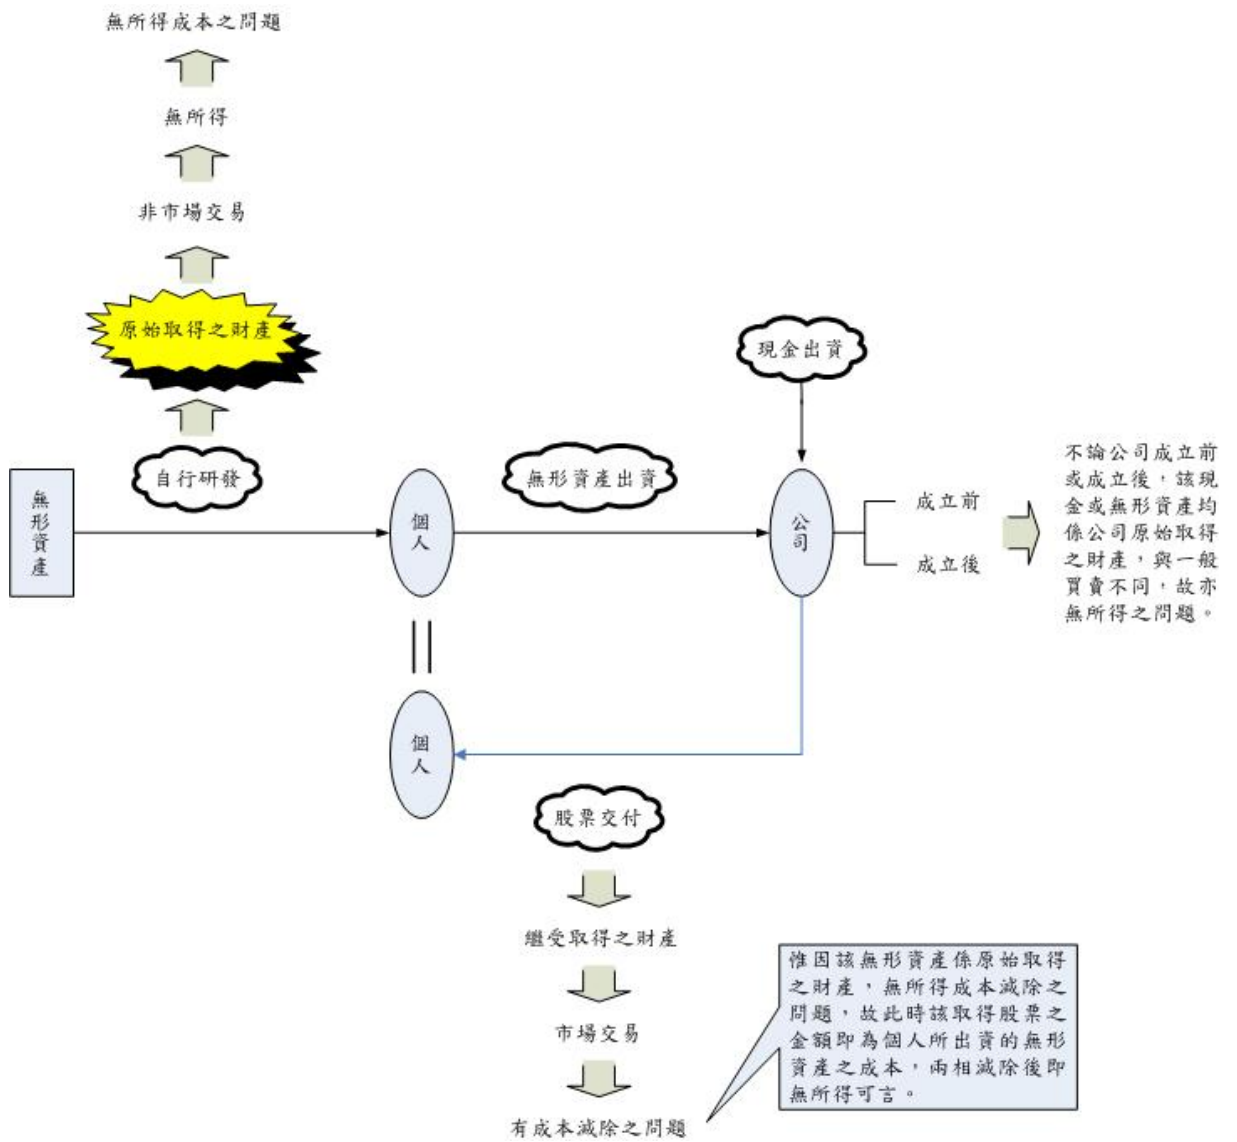 無所得成本之問題
無所得
非市場交易
原始取得之財產
現金出資
自行研發
無形資產出資
無形資產
個人
公司
成立前
成立後
不論公司成立前
或成立後，該現
金或無形資產均
係公司原始取得
之財產，與一般
買賣不同，故亦
無所得之問題。
個人
股票交付
繼受取得之財產
市場交易
有成本減除之問題
惟因該無形資產係原始取得
之財產，無所得成本減除之
問題，故此時該取得股票之
金額即為個人所出資的無形
資產之成本，兩相減除後即
無所得可言。